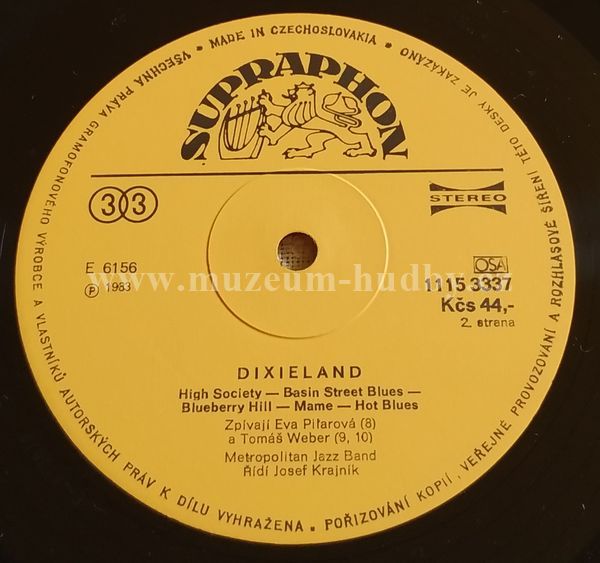 VŠECHNA PRÁVA GRAMOFONOVÉHO VÝROBCE A VLASTNÍKŮ AUTORSKÝCH PRÁV K DÍLU VYHRAŽENA • POŘIZOVÁNÍ KOPIÍ, VEŘEJNÉ PROVOZOVÁNÍ A ROZHLASOVÉ ŠÍŘENÍ TÉTO DESKY JE ZAKÁZÁNO • MADE IN CZECHOSLOVAKIA •
SUPRAPHON
33
STEREO
E 6156
Ⓟ 1983
OSA
1115 3337
Kčs 44,-
2. strana
www.muzeum-hudby.cz
DIXIELAND
High Society — Basin Street Blues —
Blueberry Hill — Mame — Hot Blues
Zpívají Eva Pilarová (8)
a Tomáš Weber (9, 10)
Metropolitan Jazz Band
Řídí Josef Krajník